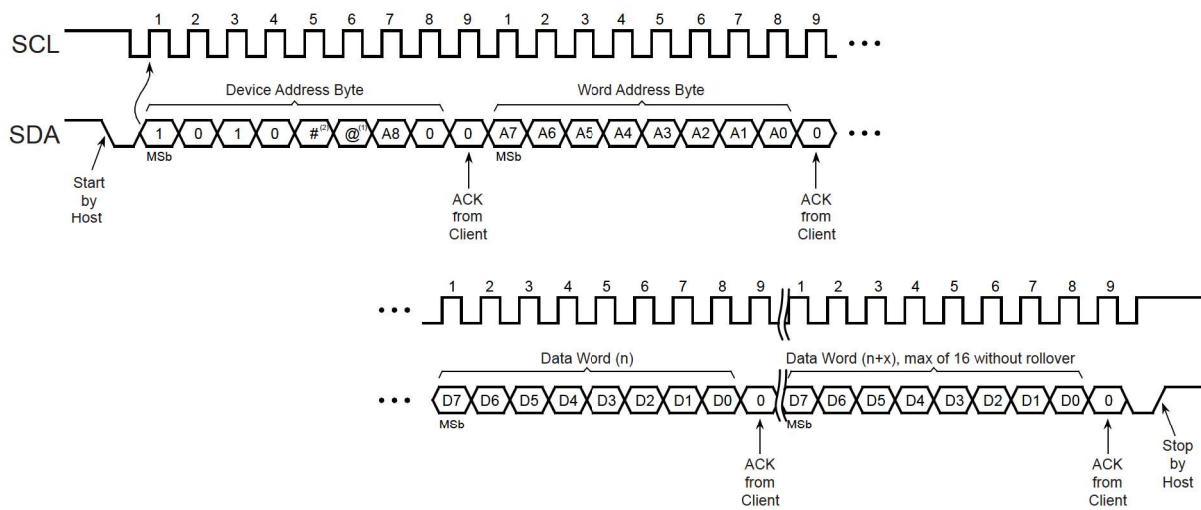 1 2 3 4 5 6 7 8 9 1 2 3 4 5 6 7 8 9
SCL
Device Address Byte Word Address Byte
SDA 1 0 1 0 #(2) @(1) A8 0 0 A7 A6 A5 A4 A3 A2 A1 A0 0
MSb MSb
Start
by
Host
ACK
from
Client
ACK
from
Client
1 2 3 4 5 6 7 8 9 1 2 3 4 5 6 7 8 9
Data Word (n) Data Word (n+x), max of 16 without rollover
D7 D6 D5 D4 D3 D2 D1 D0 0 D7 D6 D5 D4 D3 D2 D1 D0 0
MSb MSb
ACK
from
Client
ACK
from
Client
Stop
by
Host